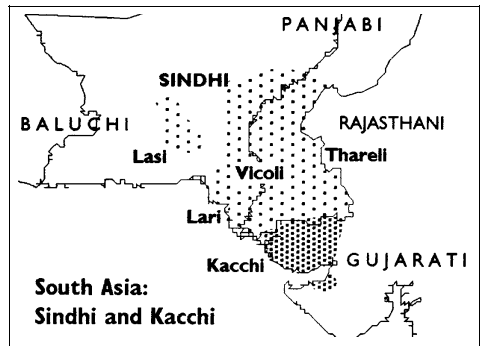 PANJABI
SINDHI
BALUCHI
RAJASTHANI
Lasi
Thareli
Vicoli
Lari
Kacchi
GUJARATI
South Asia:
Sindhi and Kacchi